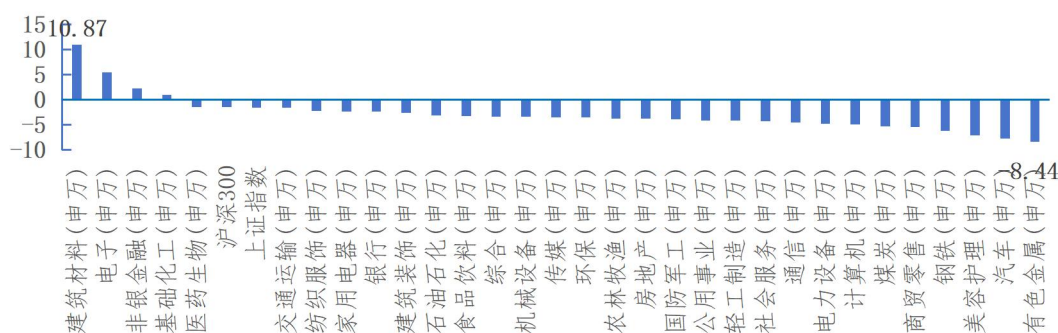 15
10
5
0
-5
-10
10.87
-8.44
建筑材料(申万)
电子(申万)
非银金融(申万)
基础化工(申万)
医药生物(申万)
沪深300
上证指数
交通运输(申万)
纺织服饰(申万)
家用电器(申万)
银行(申万)
建筑装饰(申万)
石油石化(申万)
食品饮料(申万)
综合(申万)
机械设备(申万)
传媒(申万)
环保(申万)
农林牧渔(申万)
房地产(申万)
国防军工(申万)
公用事业(申万)
轻工制造(申万)
社会服务(申万)
通信(申万)
电力设备(申万)
计算机(申万)
煤炭(申万)
商贸零售(申万)
钢铁(申万)
美容护理(申万)
汽车(申万)
有色金属(申万)